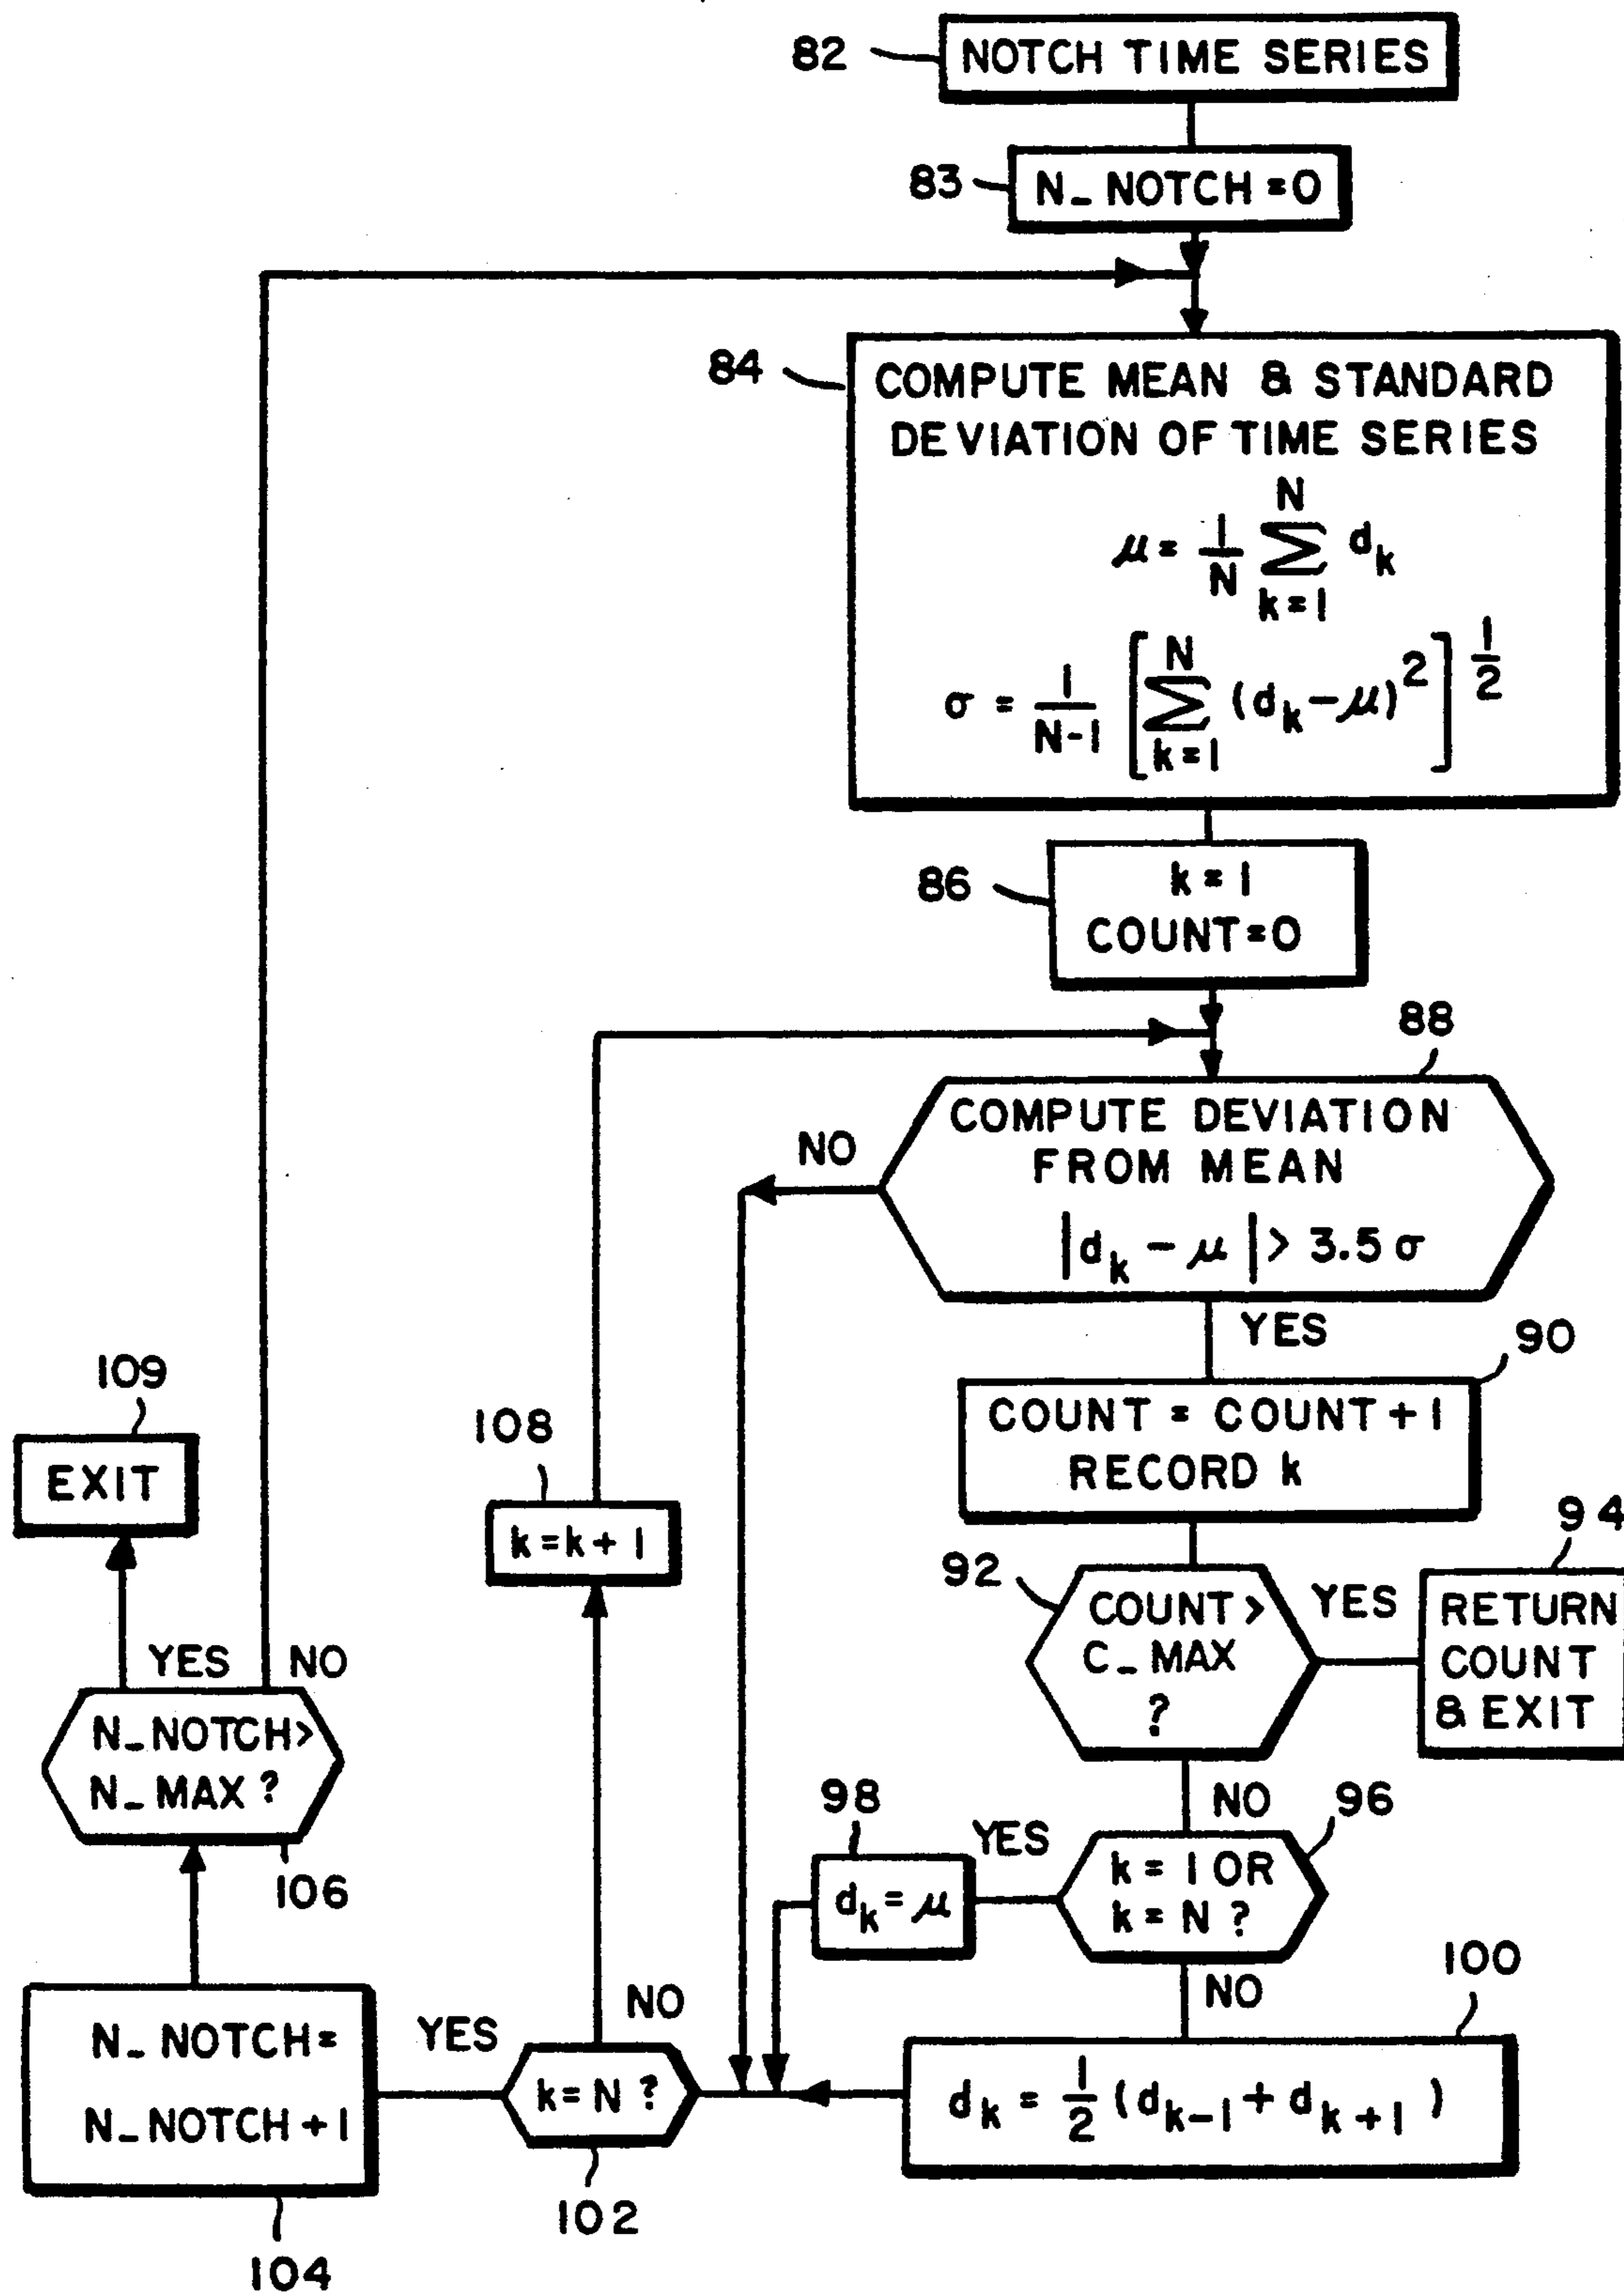 82
NOTCH TIME SERIES
83
N_NOTCH=0
84
COMPUTE MEAN & STANDARD
DEVIATION OF TIME SERIES
μ = 1/N ∑_{k=1}^{N} d_k
σ = 1/(N-1) [∑_{k=1}^{N} (d_k-μ)^2]^{1/2}
86
k=1
COUNT=0
88
COMPUTE DEVIATION
FROM MEAN
|d_k - μ| > 3.5σ
NO
YES
90
COUNT = COUNT+1
RECORD k
92
COUNT >
C_MAX
?
YES
94
RETURN
COUNT
& EXIT
NO
96
k=1 OR
k=N ?
YES
98
d_k=μ
NO
100
d_k = 1/2 (d_{k-1} + d_{k+1})
k=N ?
102
NO
108
k=k+1
YES
N_NOTCH=
N_NOTCH+1
104
N_NOTCH>
N_MAX ?
106
YES
NO
109
EXIT